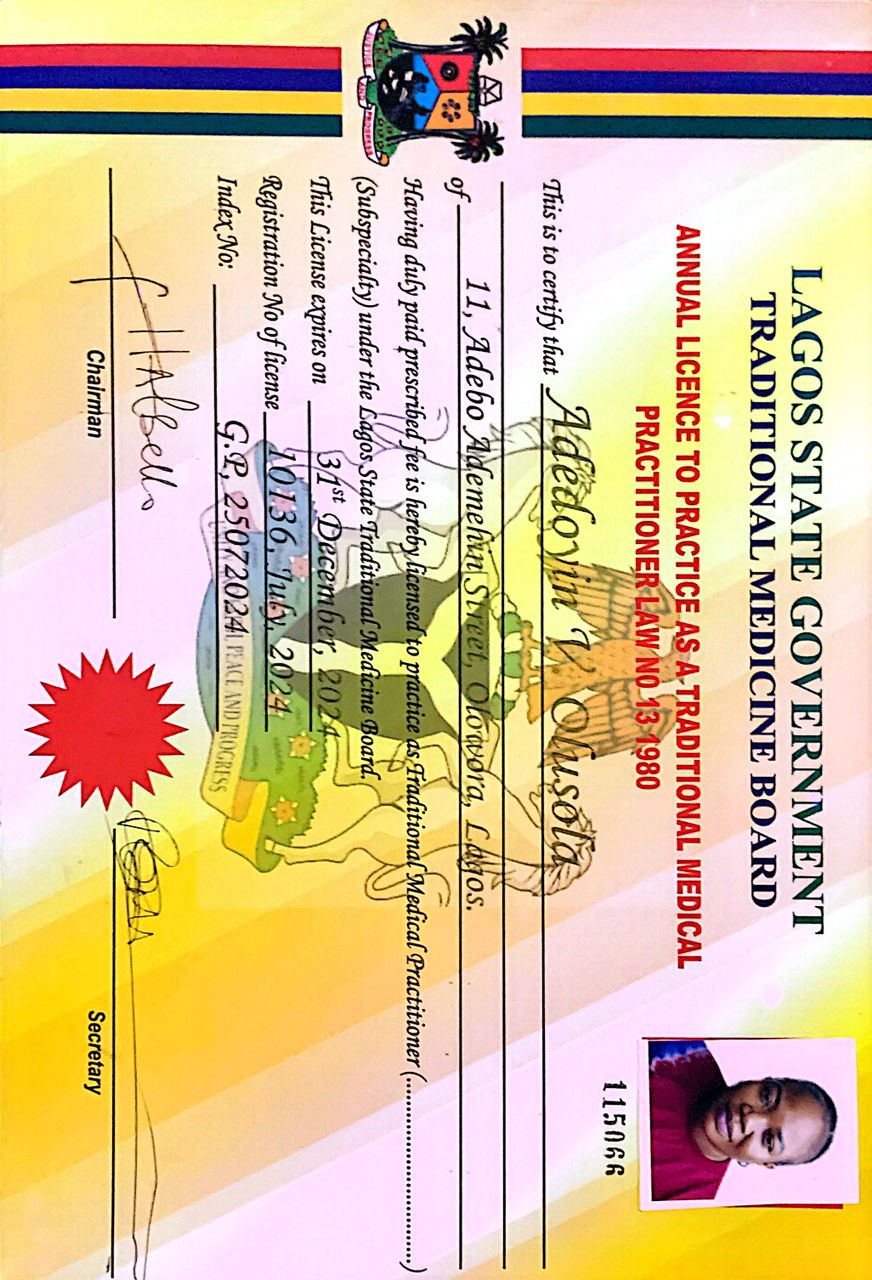 LAGOS STATE GOVERNMENT
TRADITIONAL MEDICINE BOARD
ANNUAL LICENCE TO PRACTICE AS A TRADITIONAL MEDICAL
PRACTITIONER LAW NO 13 1980
115066
This is to certify that Adedoyin V. Olusola
of 11, Adebo Ademehin Street, Olowora, Lagos.
Having duly paid prescribed fee is hereby licensed to practice as Traditional Medical Practitioner (................................)
(Subspecialty) under the Lagos State Traditional Medicine Board.
JUSTICE AND PROGRESS
This License expires on 31st December, 2024
Registration No of license 10136, July, 2024
Index No: G.P, 25072024
PEACE AND PROGRESS
Chairman
Secretary